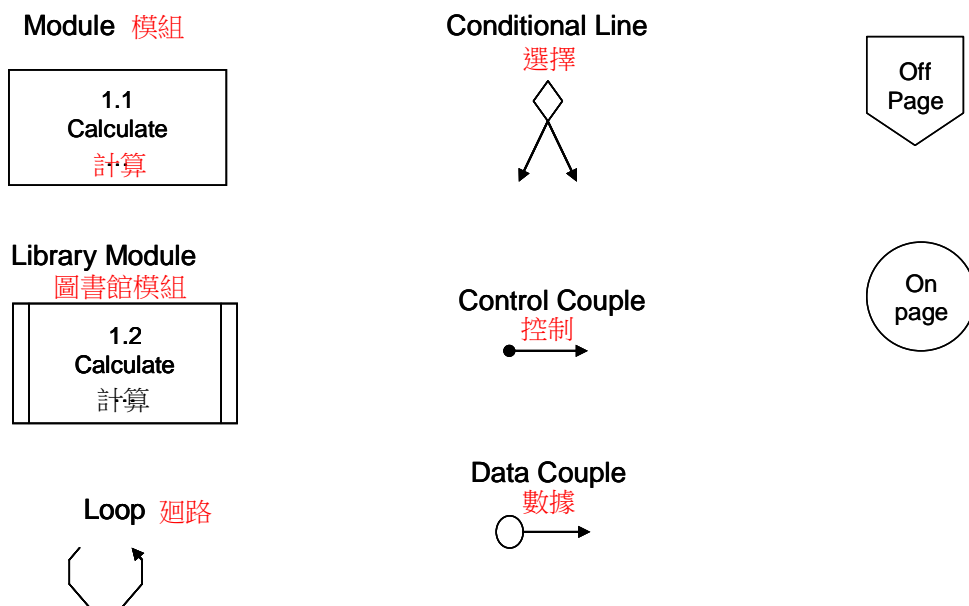 Module 模組
1.1
Calculate
...
計算
Library Module
圖書館模組
1.2
Calculate
...
計算
Loop 廻路
Conditional Line
選擇
Control Couple
控制
Data Couple
數據
Off
Page
On
page